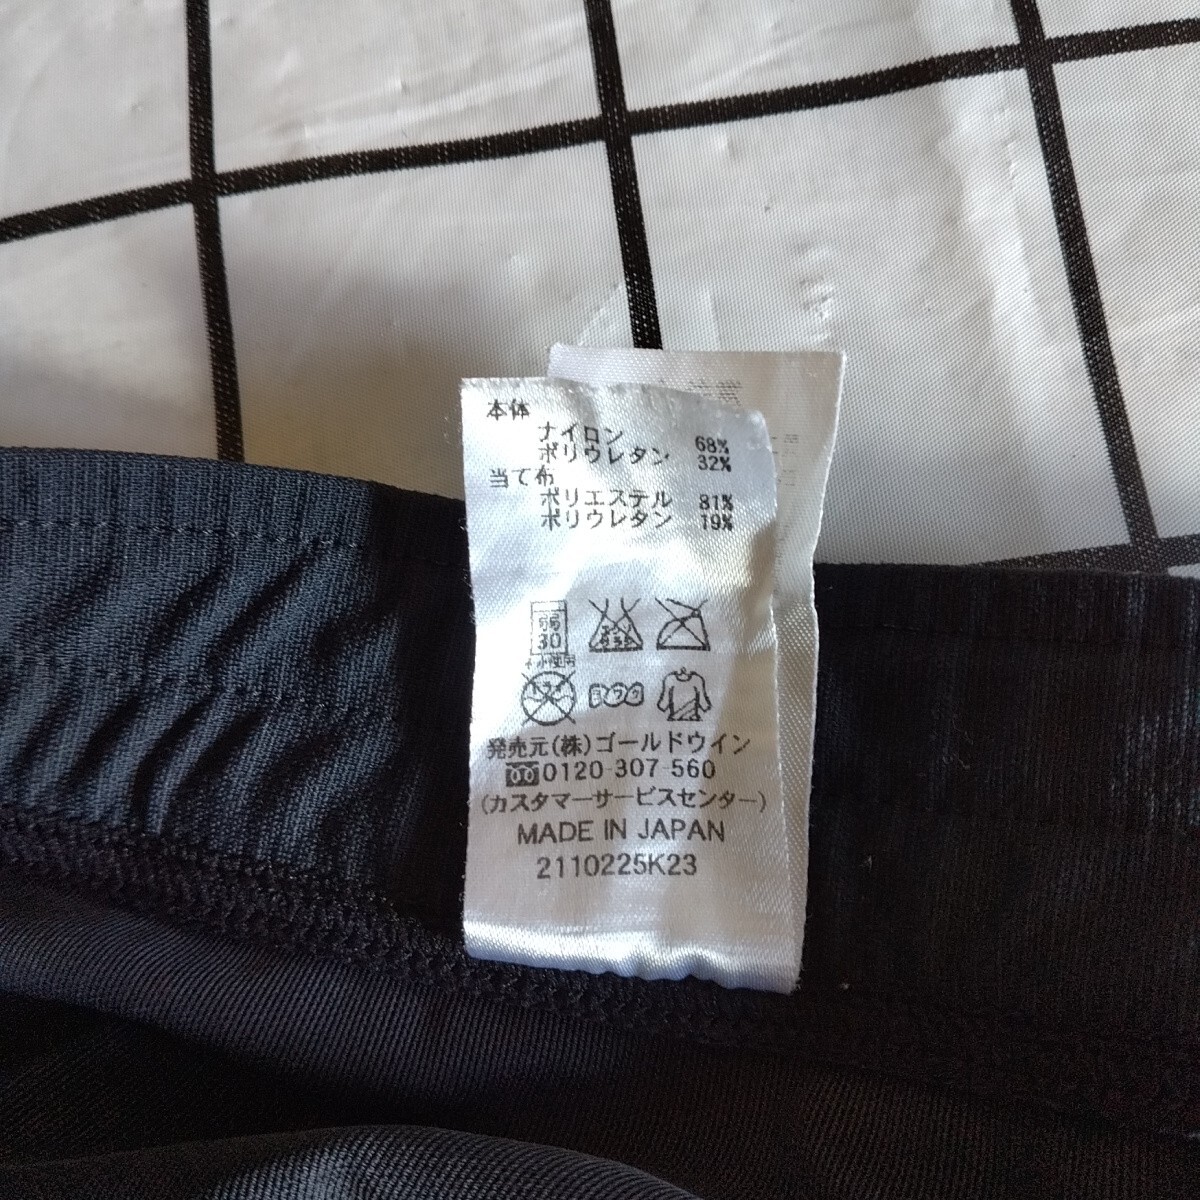 本体
ナイロン 68%
ポリウレタン 32%
当て布
ポリエステル 81%
ポリウレタン 19%
弱
30
中性
発売元(株)ゴールドウイン
0120-307-560
(カスタマーサービスセンター)
MADE IN JAPAN
2110225K23